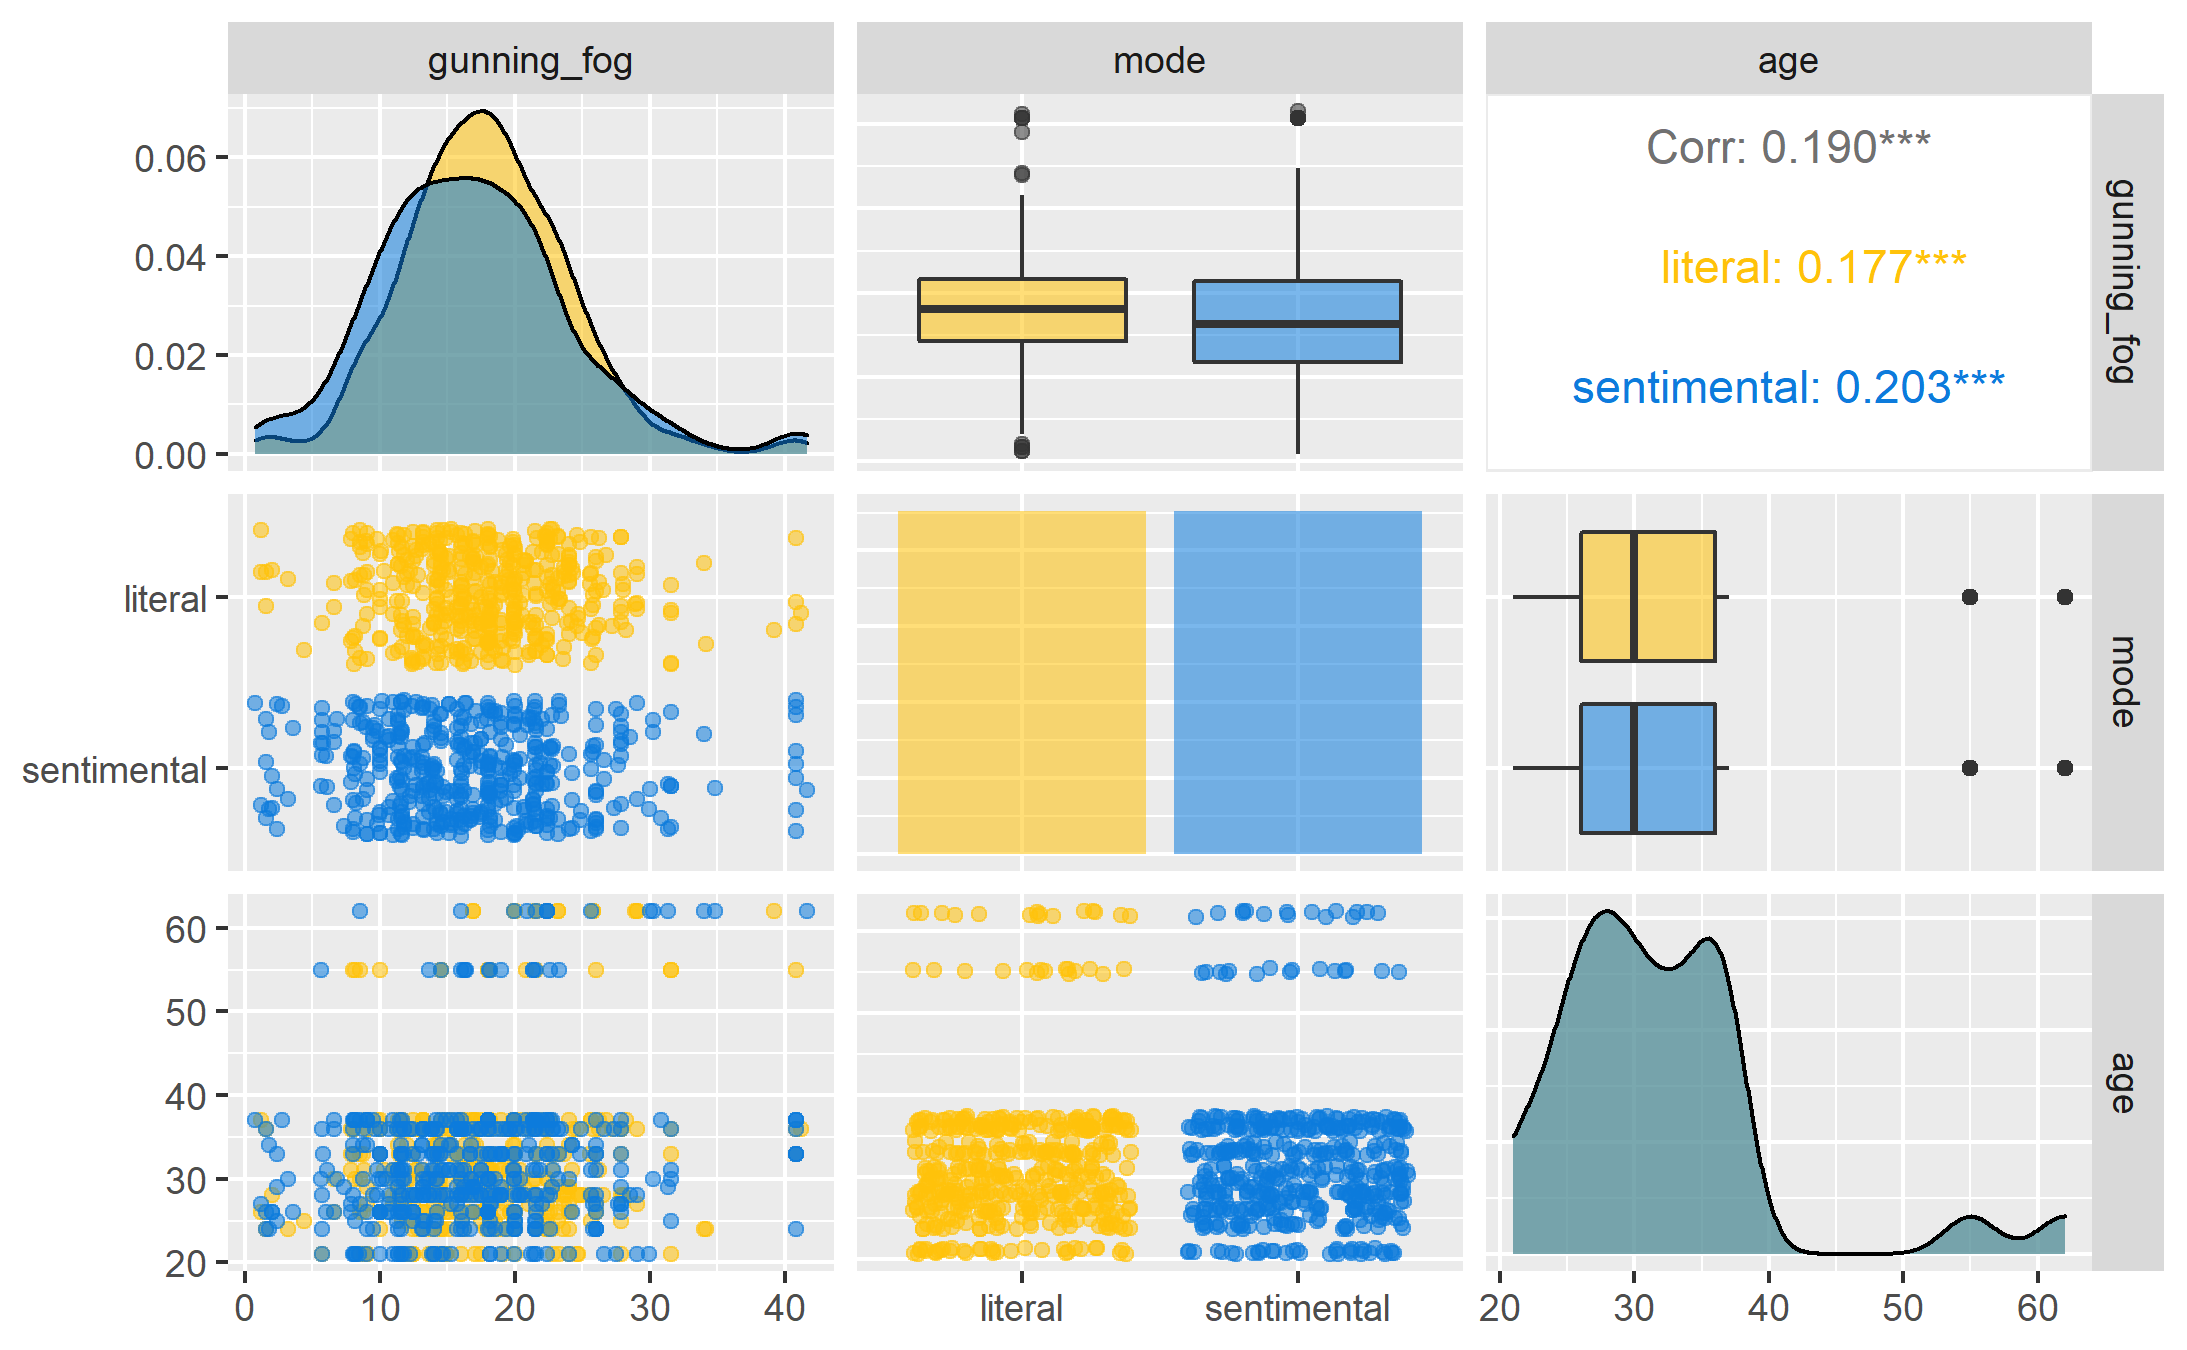 gunning_fog mode age
0.06
0.04
0.02
0.00
Corr: 0.190***
literal: 0.177***
sentimental: 0.203***
gunning_fog
literal
sentimental
mode
60
50
40
30
20
age
0 10 20 30 40 literal sentimental 20 30 40 50 60